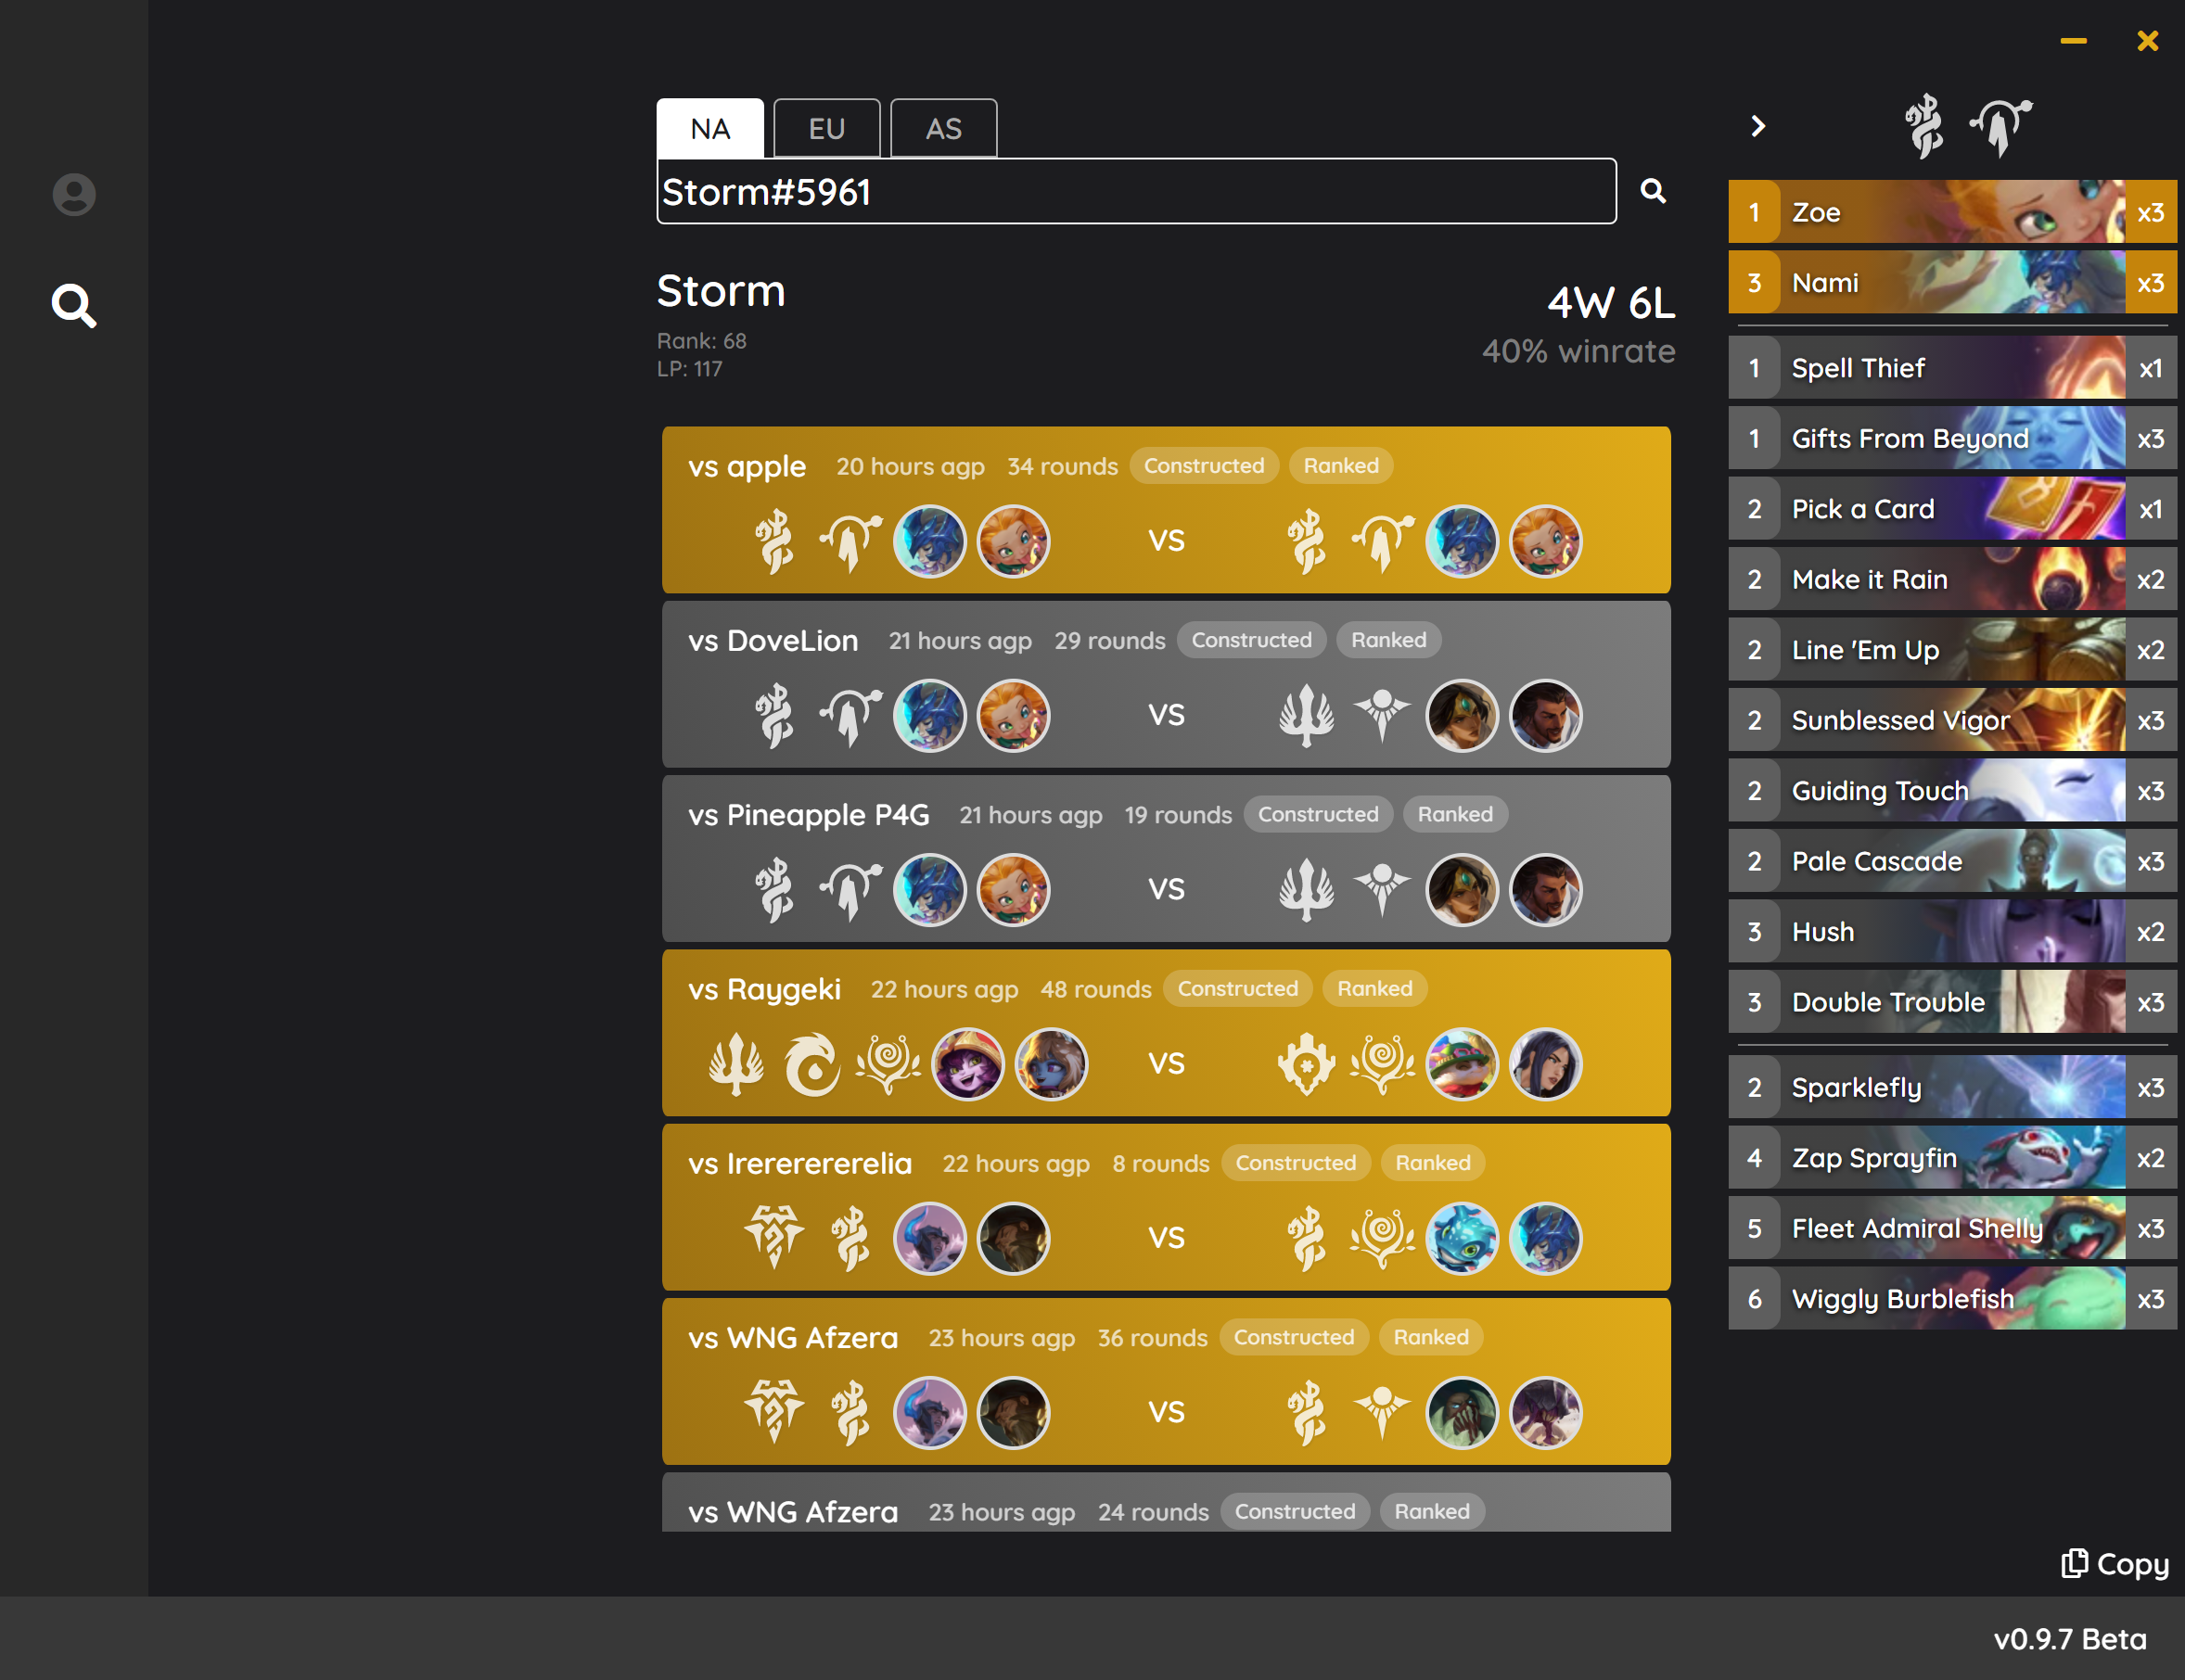 NA EU AS
Storm#5961
Storm
Rank: 68
LP: 117
4W 6L
40% winrate
vs apple 20 hours agp 34 rounds Constructed Ranked
VS
vs DoveLion 21 hours agp 29 rounds Constructed Ranked
VS
vs Pineapple P4G 21 hours agp 19 rounds Constructed Ranked
VS
vs Raygeki 22 hours agp 48 rounds Constructed Ranked
VS
vs Irerererererelia 22 hours agp 8 rounds Constructed Ranked
VS
vs WNG Afzera 23 hours agp 36 rounds Constructed Ranked
VS
vs WNG Afzera 23 hours agp 24 rounds Constructed Ranked
1 Zoe x3
3 Nami x3
1 Spell Thief x1
1 Gifts From Beyond x3
2 Pick a Card x1
2 Make it Rain x2
2 Line 'Em Up x2
2 Sunblessed Vigor x3
2 Guiding Touch x3
2 Pale Cascade x3
3 Hush x2
3 Double Trouble x3
2 Sparklefly x3
4 Zap Sprayfin x2
5 Fleet Admiral Shelly x3
6 Wiggly Burblefish x3
Copy
v0.9.7 Beta